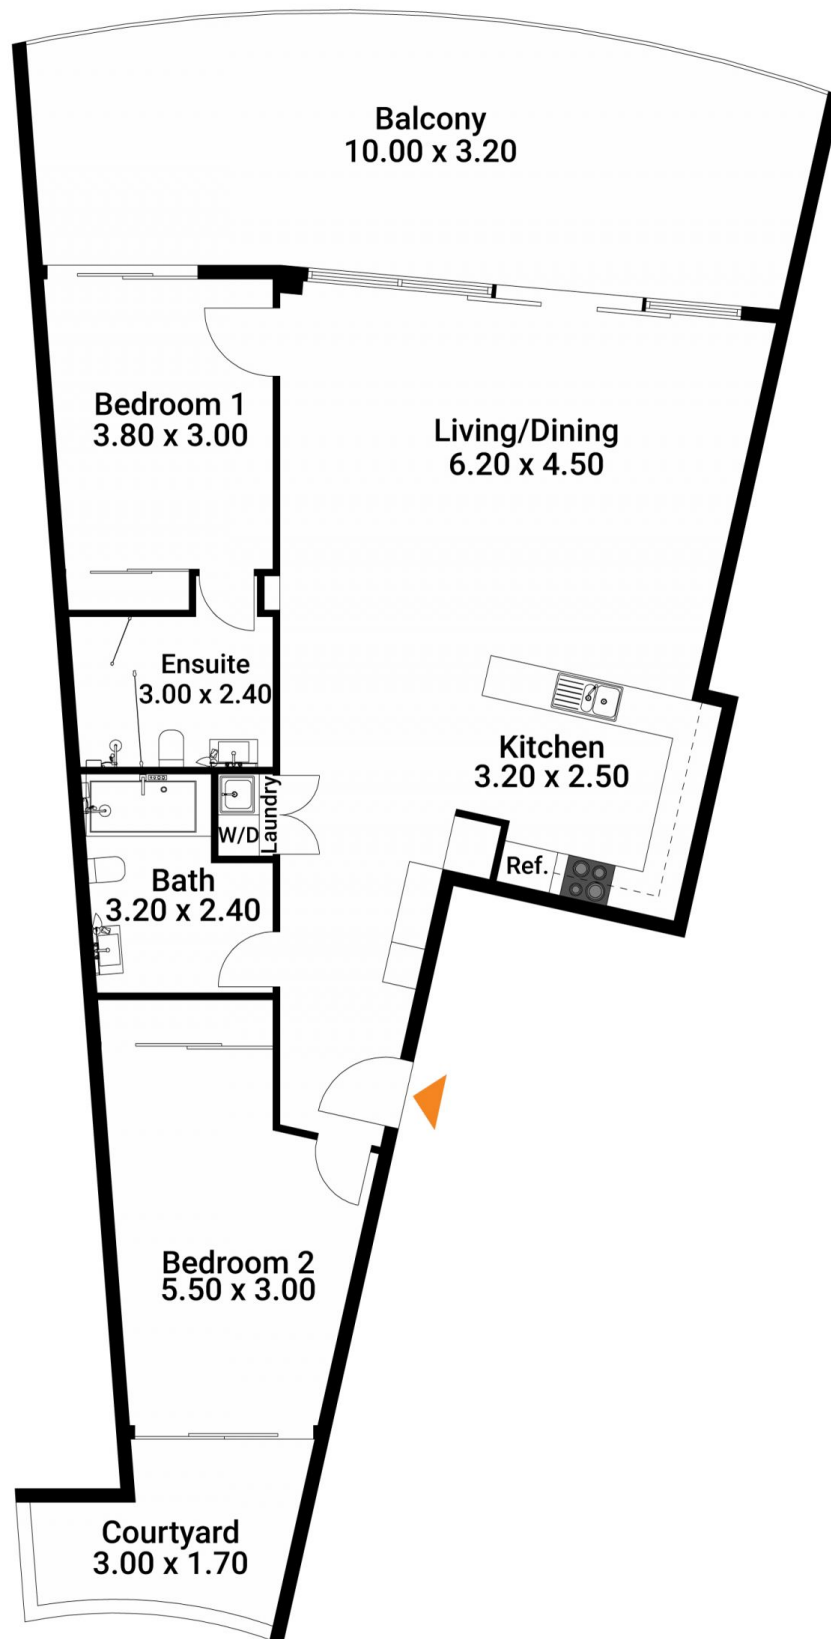 Balcony
10.00 x 3.20
Bedroom 1
3.80 x 3.00
Living/Dining
6.20 x 4.50
Ensuite
3.00 x 2.40
Kitchen
3.20 x 2.50
Laundry
W/D
Ref.
Bath
3.20 x 2.40
Bedroom 2
5.50 x 3.00
Courtyard
3.00 x 1.70